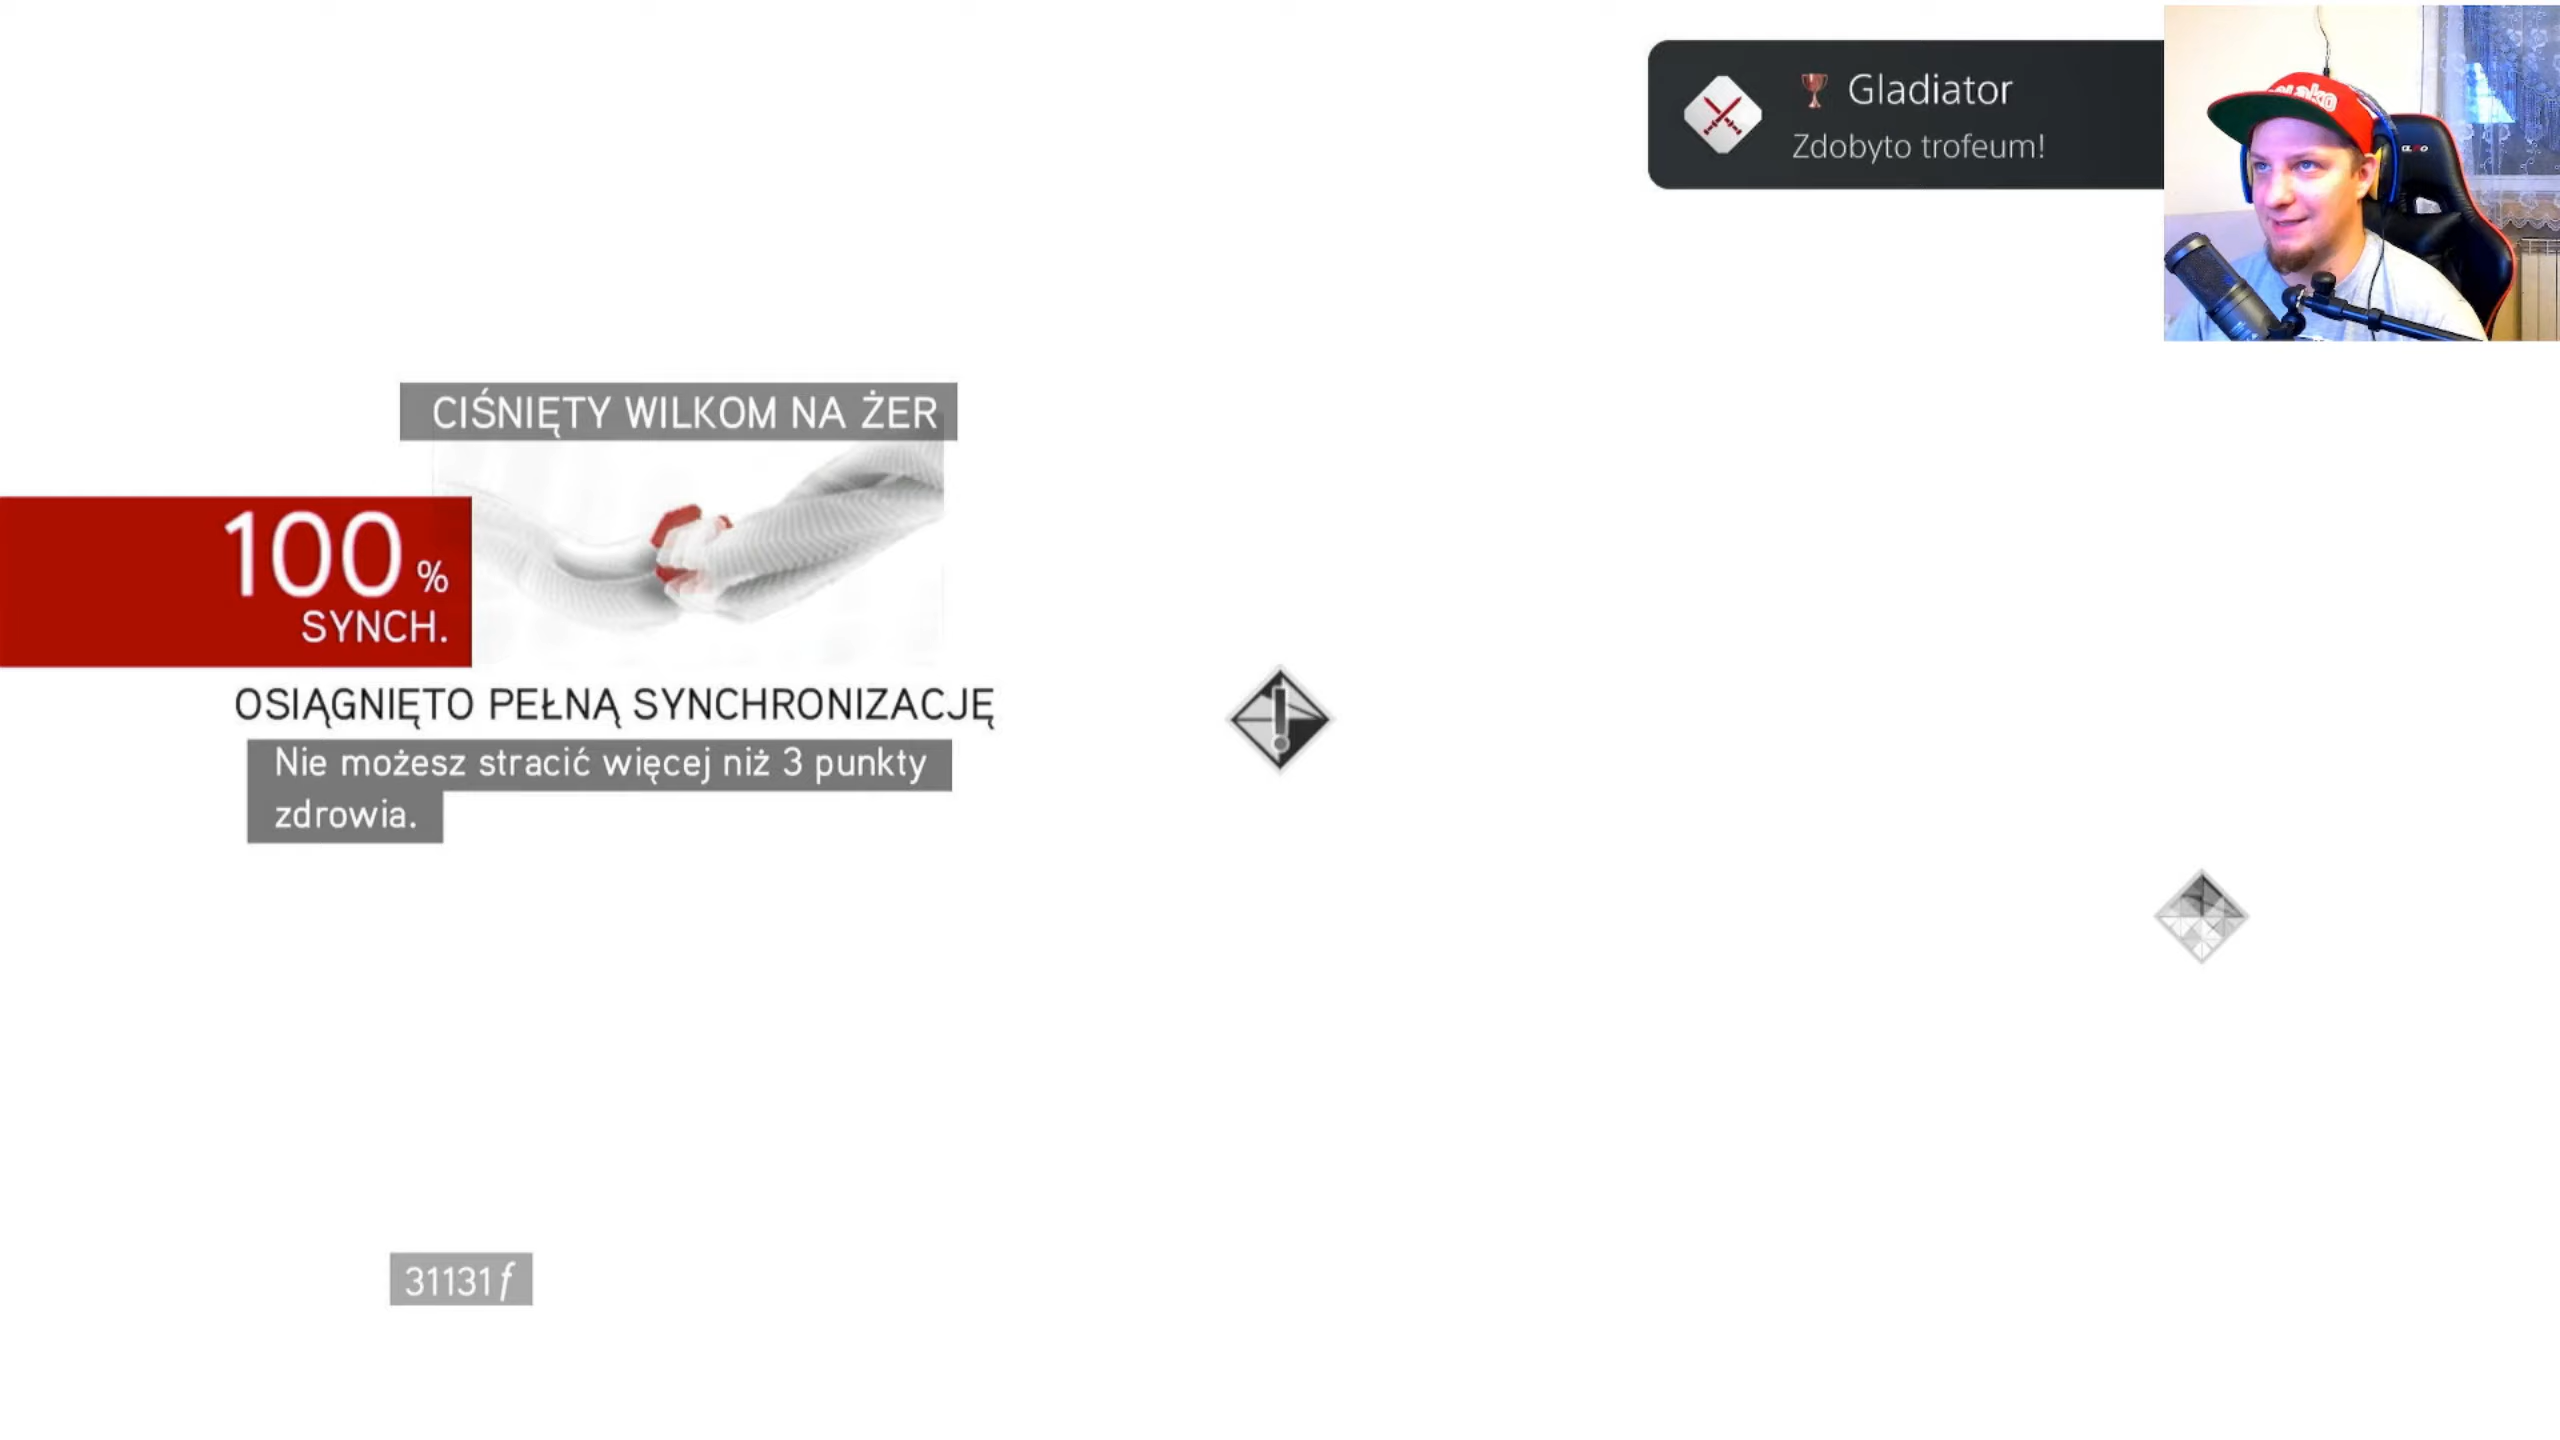 Gladiator
Zdobyto trofeum!
CIŚNIĘTY WILKOM NA ŻER
100 %
SYNCH.
OSIĄGNIĘTO PEŁNĄ SYNCHRONIZACJĘ
Nie możesz stracić więcej niż 3 punkty
zdrowia.
31131 ƒ